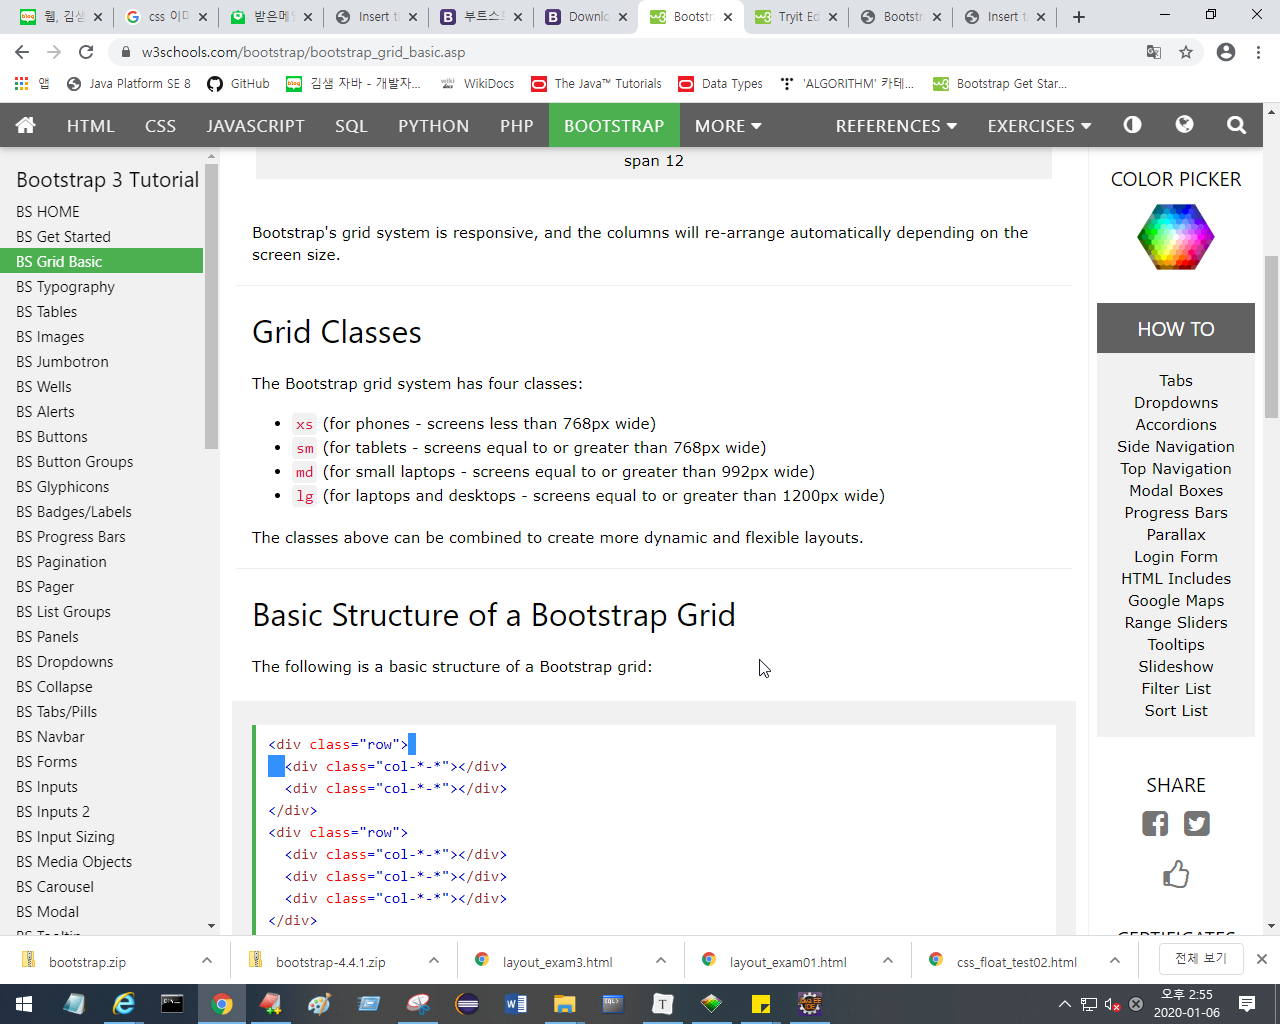 웹, 김샘
css 이미
받은메일
Insert ti
부트스트
Downlo
Bootstr
Tryit Ed
Bootstr
Insert t
w3schools.com/bootstrap/bootstrap_grid_basic.asp
앱
Java Platform SE 8
GitHub
김샘 자바 - 개발자...
WikiDocs
The Java™ Tutorials
Data Types
'ALGORITHM' 카테...
Bootstrap Get Star...
HTML CSS JAVASCRIPT SQL PYTHON PHP BOOTSTRAP MORE REFERENCES EXERCISES
Bootstrap 3 Tutorial
BS HOME
BS Get Started
BS Grid Basic
BS Typography
BS Tables
BS Images
BS Jumbotron
BS Wells
BS Alerts
BS Buttons
BS Button Groups
BS Glyphicons
BS Badges/Labels
BS Progress Bars
BS Pagination
BS Pager
BS List Groups
BS Panels
BS Dropdowns
BS Collapse
BS Tabs/Pills
BS Navbar
BS Forms
BS Inputs
BS Inputs 2
BS Input Sizing
BS Media Objects
BS Carousel
BS Modal
span 12
Bootstrap's grid system is responsive, and the columns will re-arrange automatically depending on the
screen size.
Grid Classes
The Bootstrap grid system has four classes:
xs (for phones - screens less than 768px wide)
sm (for tablets - screens equal to or greater than 768px wide)
md (for small laptops - screens equal to or greater than 992px wide)
lg (for laptops and desktops - screens equal to or greater than 1200px wide)
The classes above can be combined to create more dynamic and flexible layouts.
Basic Structure of a Bootstrap Grid
The following is a basic structure of a Bootstrap grid:
<div class="row">
<div class="col-*-*"></div>
<div class="col-*-*"></div>
</div>
<div class="row">
<div class="col-*-*"></div>
<div class="col-*-*"></div>
<div class="col-*-*"></div>
</div>
COLOR PICKER
HOW TO
Tabs
Dropdowns
Accordions
Side Navigation
Top Navigation
Modal Boxes
Progress Bars
Parallax
Login Form
HTML Includes
Google Maps
Range Sliders
Tooltips
Slideshow
Filter List
Sort List
SHARE
CERTIFICATES
bootstrap.zip
bootstrap-4.4.1.zip
layout_exam3.html
layout_exam01.html
css_float_test02.html
전체 보기
오후 2:55
2020-01-06